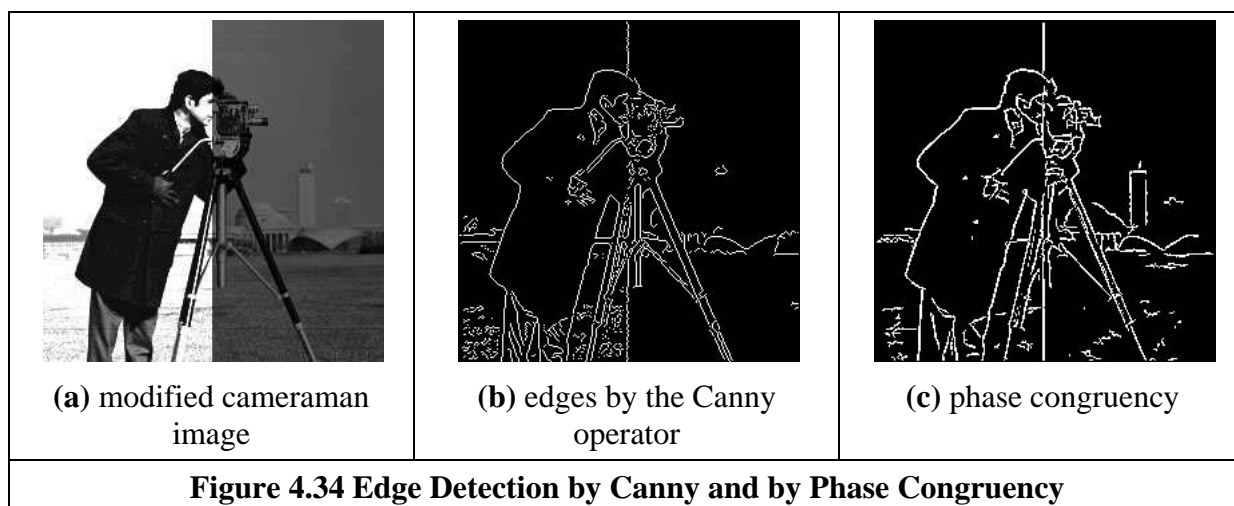 (a) modified cameraman
image
(b) edges by the Canny
operator
(c) phase congruency
Figure 4.34 Edge Detection by Canny and by Phase Congruency